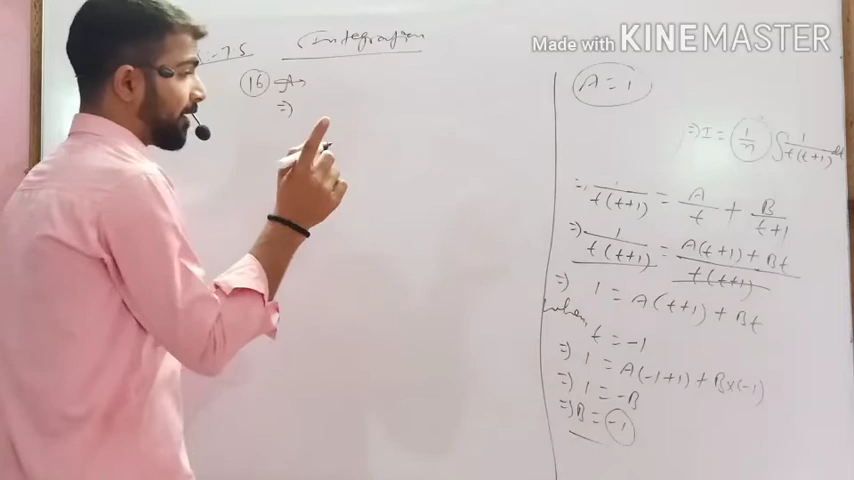 :- 7.5 Integration
16
⇒)
Made with KINEMASTER
A = 1
⇒ I = (1/n) ∫ 1/t(t+1) dt
⇒ 1/t(t+1) = A/t + B/t+1
⇒ 1/t(t+1) = A(t+1) + Bt / t(t+1)
⇒ 1 = A(t+1) + Bt
when,
t = -1
⇒ 1 = A(-1+1) + B×(-1)
⇒ 1 = -B
⇒ B = -1